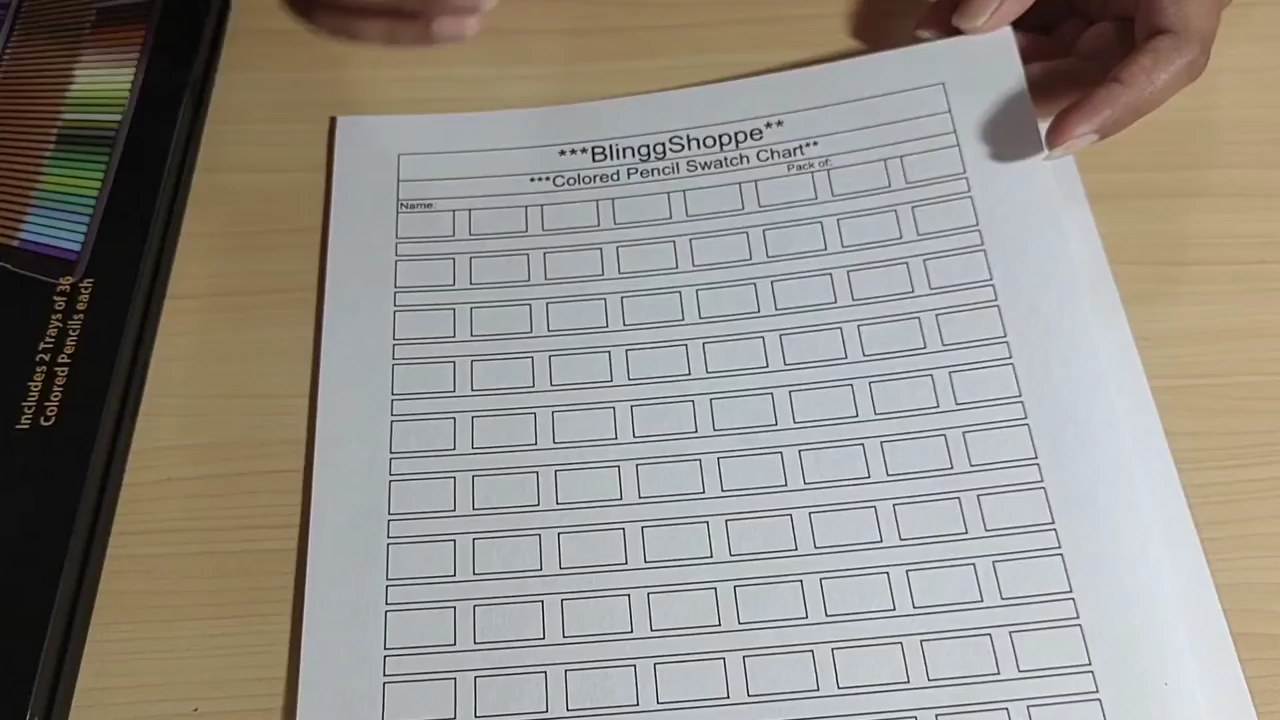 ***BlinggShoppe**
***Colored Pencil Swatch Chart**
Name:
Pack of:
Includes 2 Trays of 36
Colored Pencils each